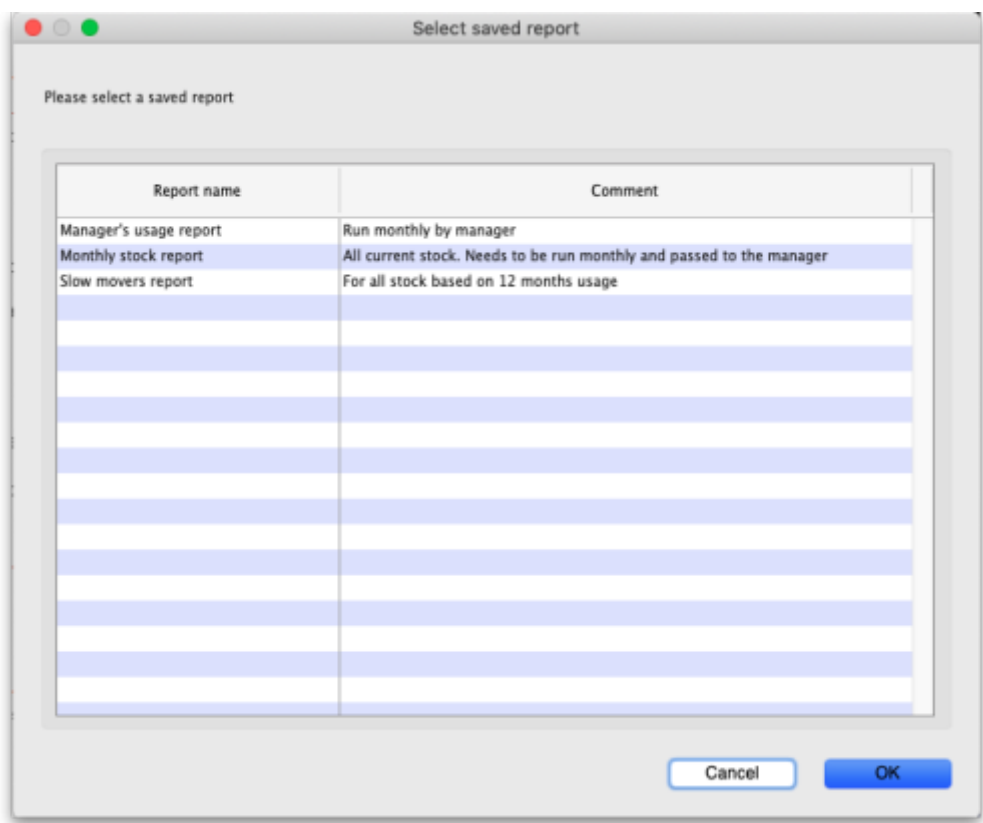 Select saved report
Please select a saved report
Report name Comment
Manager's usage report Run monthly by manager
Monthly stock report All current stock. Needs to be run monthly and passed to the manager
Slow movers report For all stock based on 12 months usage
Cancel OK